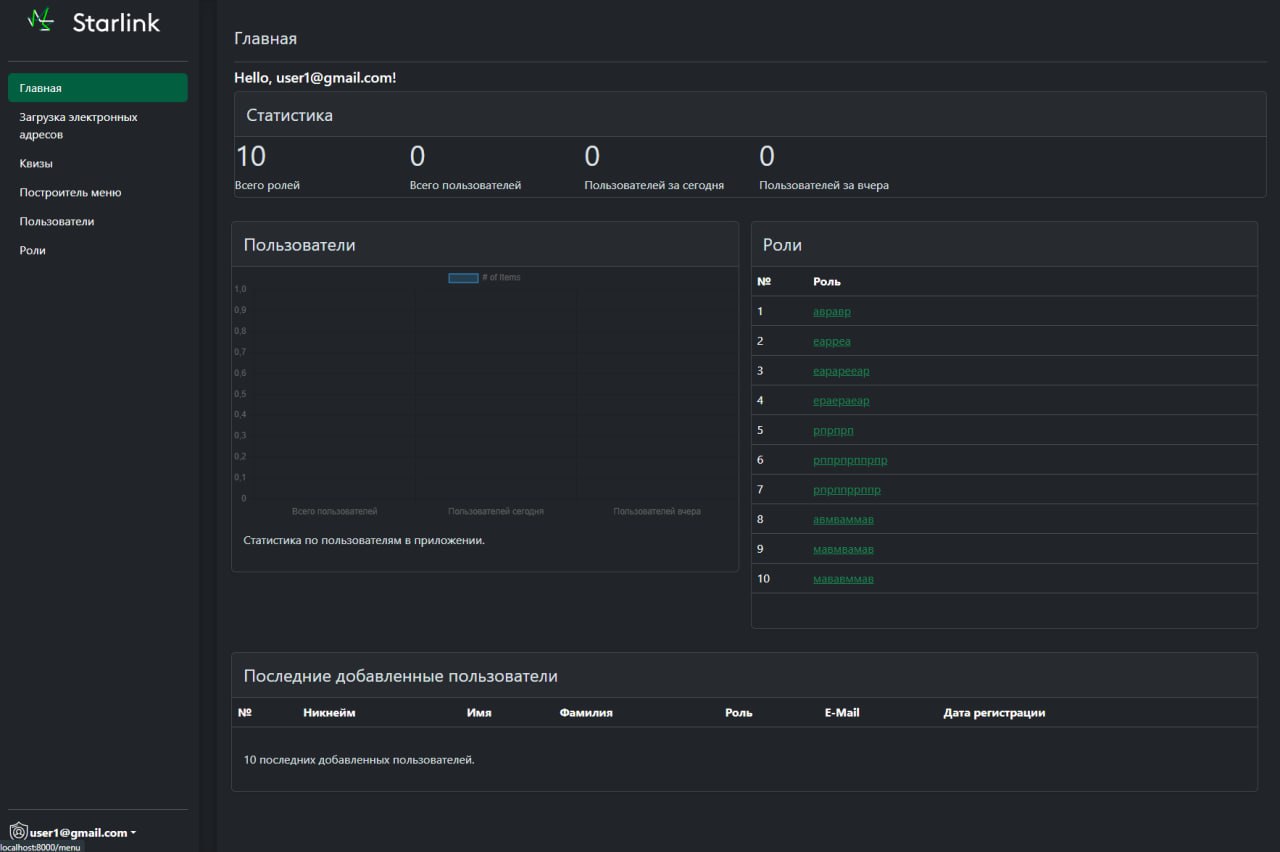 Starlink
Главная
Загрузка электронных
адресов
Квизы
Построитель меню
Пользователи
Роли
user1@gmail.com
localhost:8000/menu
Главная
Hello, user1@gmail.com!
Статистика
10 0 0 0
Всего ролей Всего пользователей Пользователей за сегодня Пользователей за вчера
Пользователи
# of Items
1,0
0,9
0,8
0,7
0,6
0,5
0,4
0,3
0,2
0,1
0
Всего пользователей Пользователей сегодня Пользователей вчера
Статистика по пользователям в приложении.
Роли
№ Роль
1 авравр
2 еаррea
3 еарареeар
4 ераераеар
5 рпрпрп
6 рппрпрпппрпр
7 рпрппррппр
8 авмваммав
9 мавмвамав
10 мававммав
Последние добавленные пользователи
№ Никнейм Имя Фамилия Роль E-Mail Дата регистрации
10 последних добавленных пользователей.